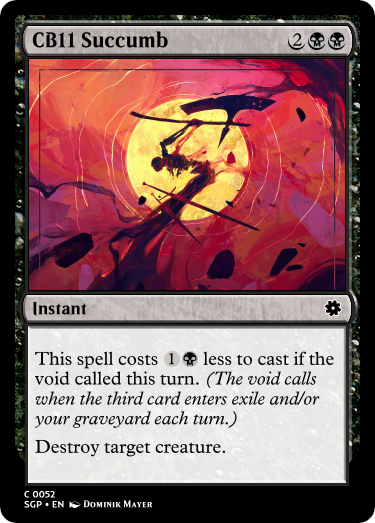 CB11 Succumb 2
Instant
This spell costs 1 less to cast if the
void called this turn. (The void calls
when the third card enters exile and/or
your graveyard each turn.)
Destroy target creature.
C 0052
SGP • EN DOMINIK MAYER